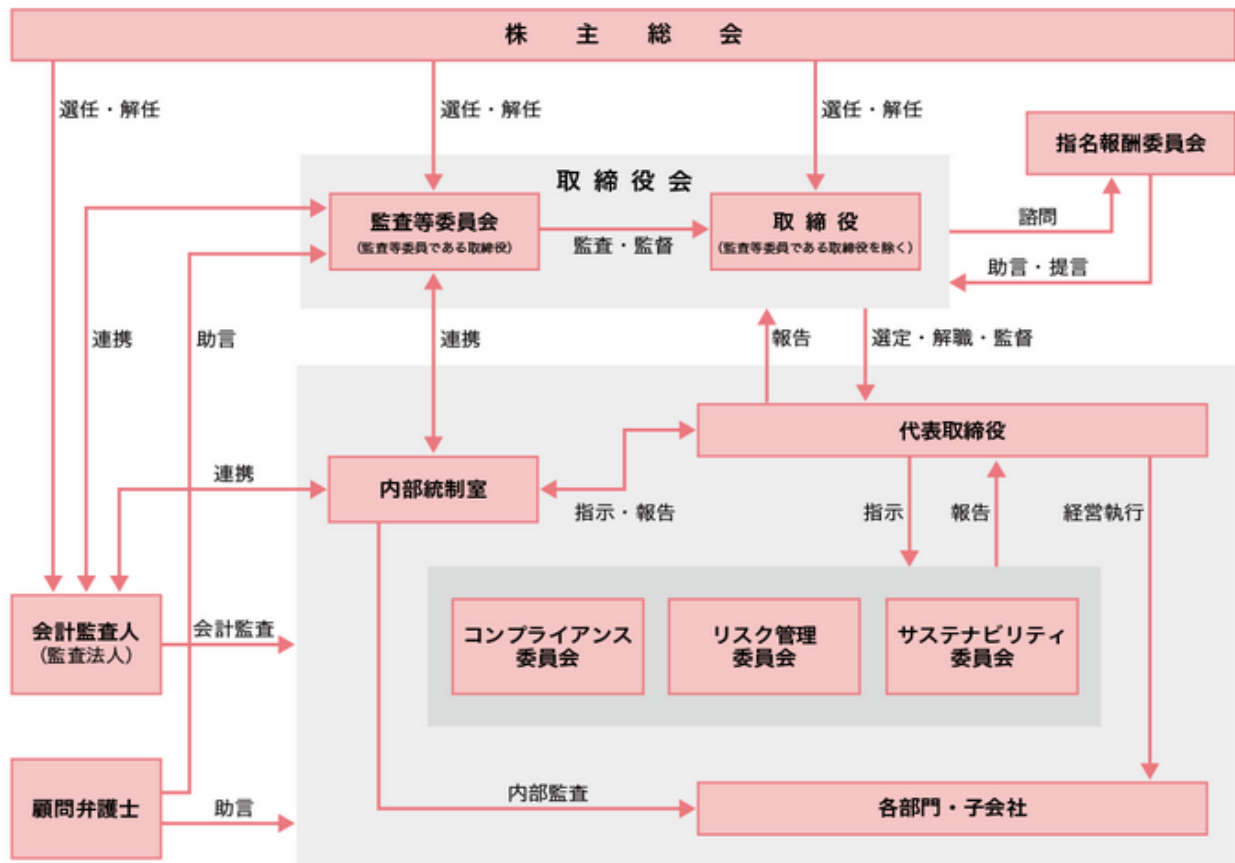 株主総会
選任・解任
選任・解任
選任・解任
指名報酬委員会
取締役会
監査等委員会
(監査等委員である取締役)
監査・監督
取締役
(監査等委員である取締役を除く)
諮問
助言・提言
連携
助言
連携
報告
選定・解職・監督
代表取締役
連携
内部統制室
指示・報告
指示
報告
経営執行
会計監査人
(監査法人)
会計監査
コンプライアンス
委員会
リスク管理
委員会
サステナビリティ
委員会
顧問弁護士
助言
内部監査
各部門・子会社